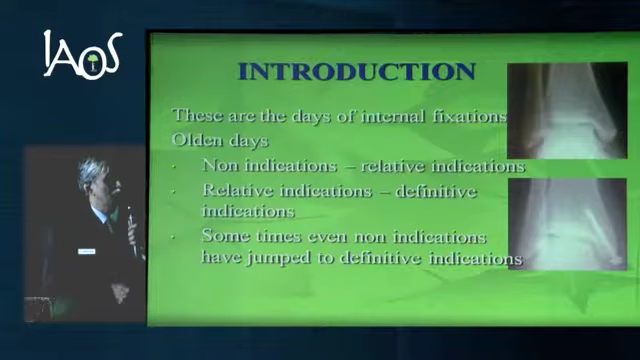 IAOS
INTRODUCTION
These are the days of internal fixations
Olden days
Non indications – relative indications
Relative indications – definitive
indications
Some times even non indications
have jumped to definitive indications